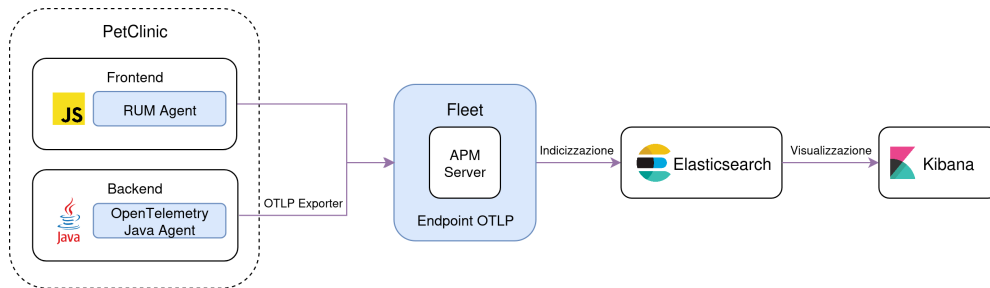 PetClinic
Frontend
JS
RUM Agent
Backend
Java
OpenTelemetry
Java Agent
OTLP Exporter
Fleet
APM
Server
Endpoint OTLP
Indicizzazione
Elasticsearch
Visualizzazione
Kibana